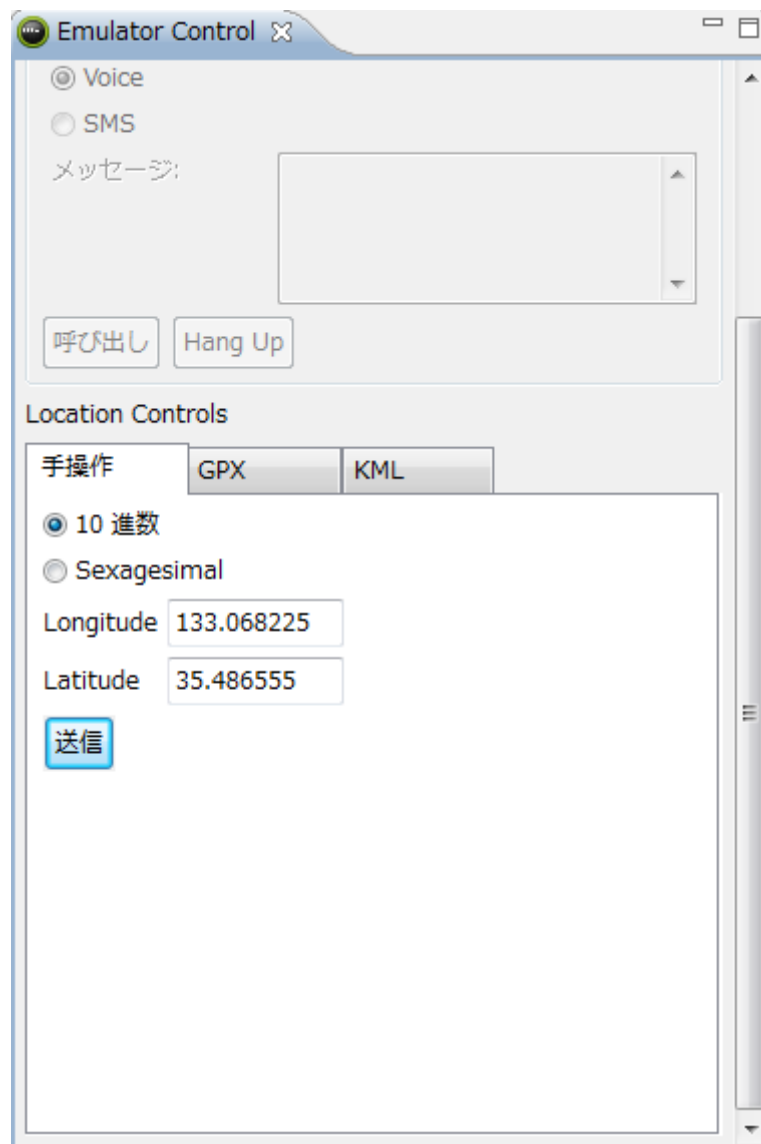 Emulator Control
Voice
SMS
メッセージ:
呼び出し Hang Up
Location Controls
手操作 GPX KML
10 進数
Sexagesimal
Longitude 133.068225
Latitude 35.486555
送信